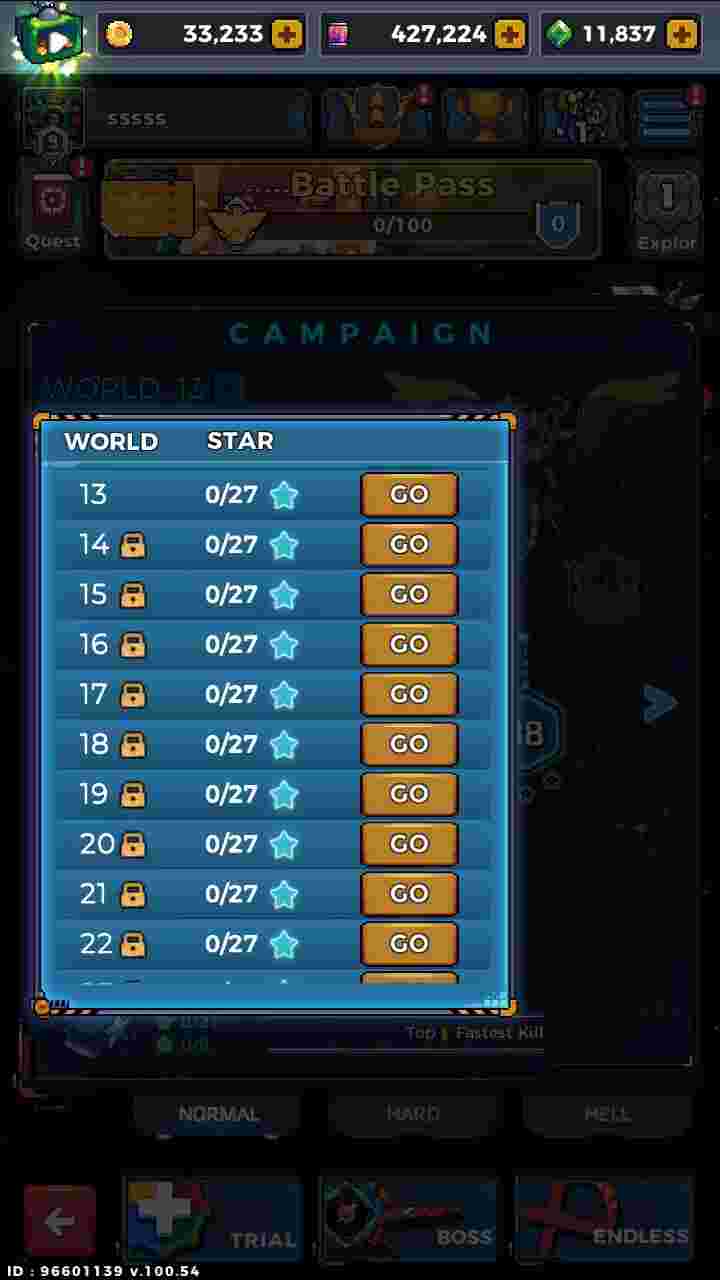 33,233 427,224 11,837
19 sssss 1
.....Battle Pass 1
0/100 0
Quest Explor
CAMPAIGN
WORLD 13
WORLD STAR
13 0/27 GO
14 0/27 GO
15 0/27 GO
16 0/27 GO
17 0/27 GO
18 0/27 GO
19 0/27 GO
20 0/27 GO
21 0/27 GO
22 0/27 GO
Top 1 Fastest Kill
NORMAL HARD HELL
TRIAL BOSS ENDLESS
ID : 96601139 v.100.54